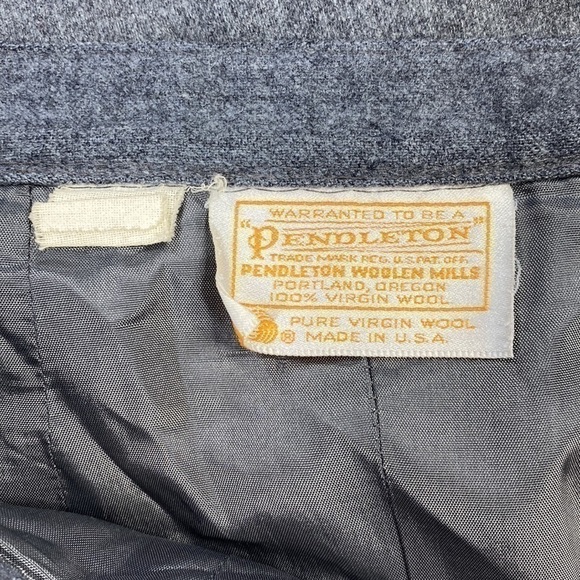 WARRANTED TO BE A
"PENDLETON"
TRADE MARK REG. U.S. PAT. OFF.
PENDLETON WOOLEN MILLS
PORTLAND, OREGON
100% VIRGIN WOOL
® PURE VIRGIN WOOL
MADE IN U.S.A.